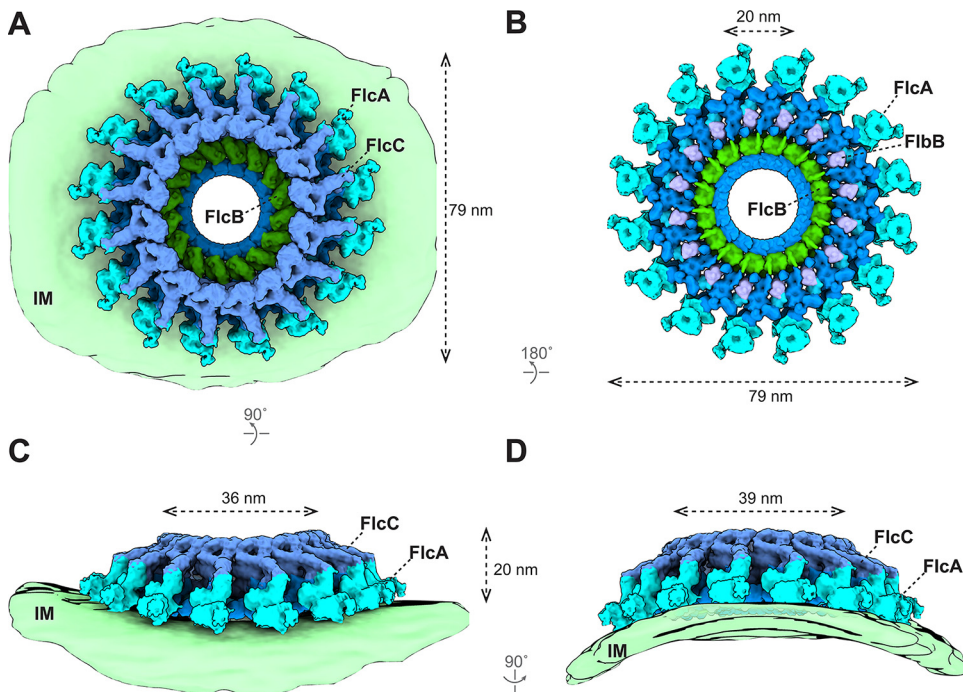 A
FlcA
FlcC
FlcB
79 nm
IM
90°
B
20 nm
FlcA
FlbB
FlcB
180°
79 nm
C
36 nm
FlcC
FlcA
20 nm
IM
D
39 nm
FlcC
FlcA
IM
90°